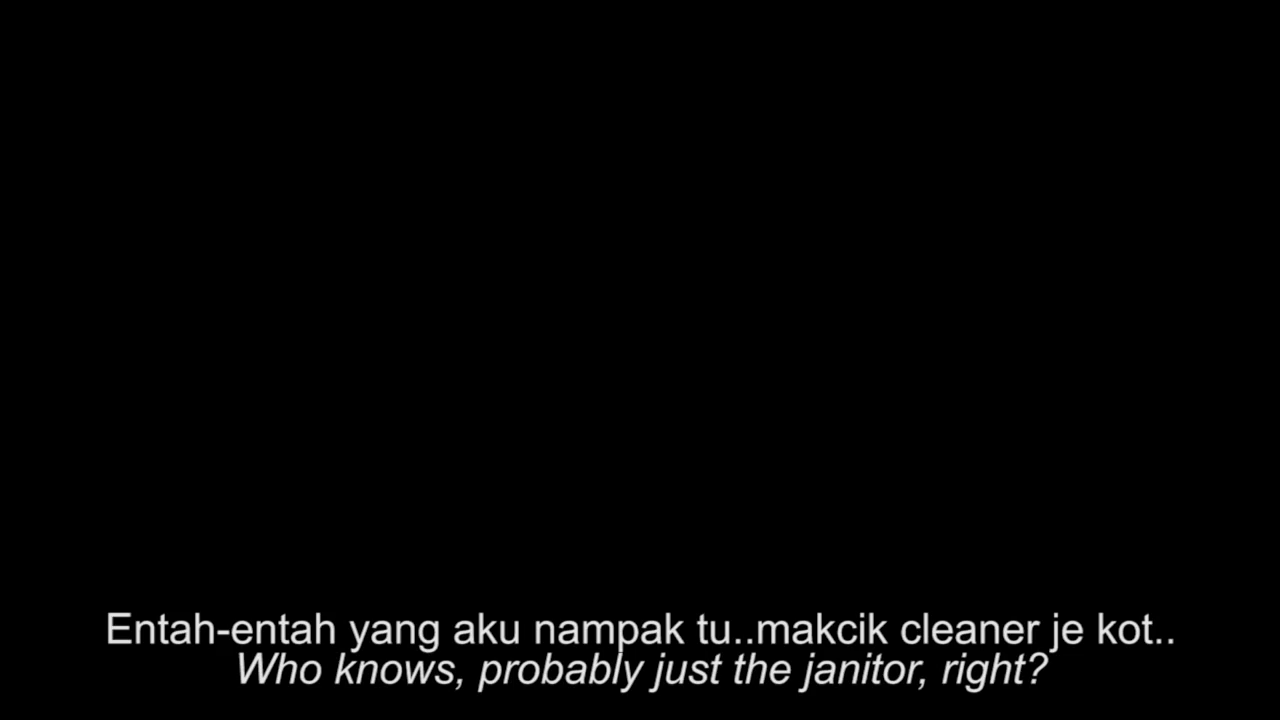 Entah-entah yang aku nampak tu..makcik cleaner je kot..
Who knows, probably just the janitor, right?